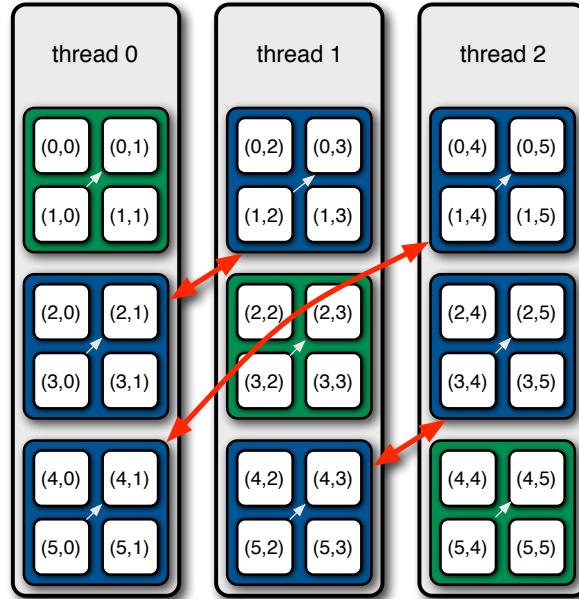 thread 0 thread 1 thread 2
(0,0) (0,1) (0,2) (0,3) (0,4) (0,5)
(1,0) (1,1) (1,2) (1,3) (1,4) (1,5)
(2,0) (2,1) (2,2) (2,3) (2,4) (2,5)
(3,0) (3,1) (3,2) (3,3) (3,4) (3,5)
(4,0) (4,1) (4,2) (4,3) (4,4) (4,5)
(5,0) (5,1) (5,2) (5,3) (5,4) (5,5)